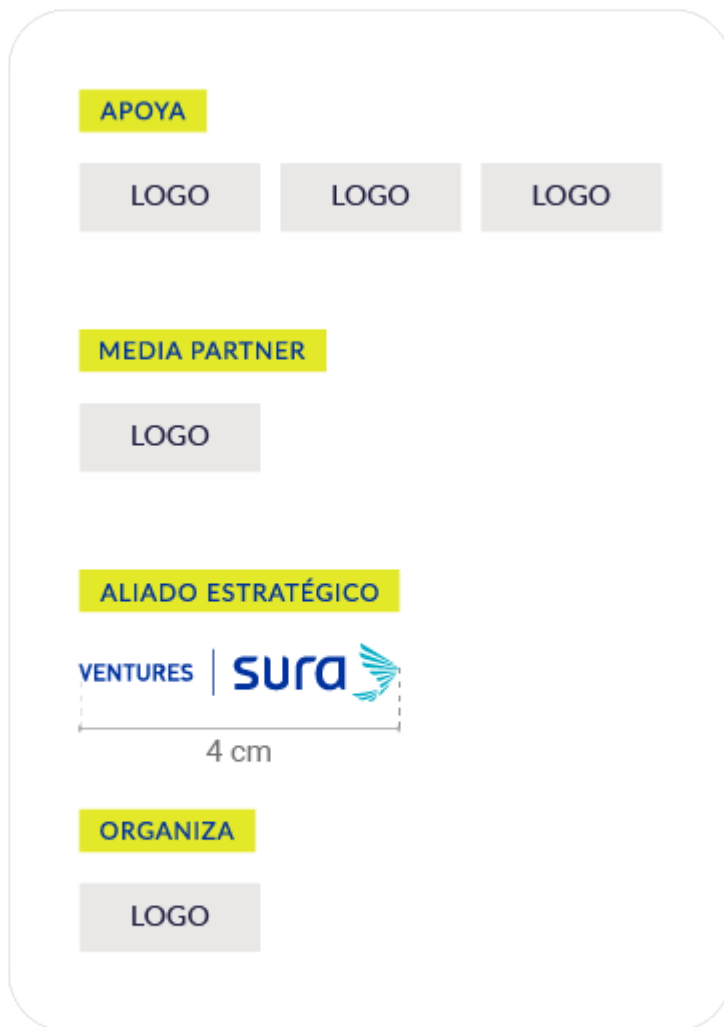 APOYA
LOGO LOGO LOGO
MEDIA PARTNER
LOGO
ALIADO ESTRATÉGICO
VENTURES | sura
4 cm
ORGANIZA
LOGO